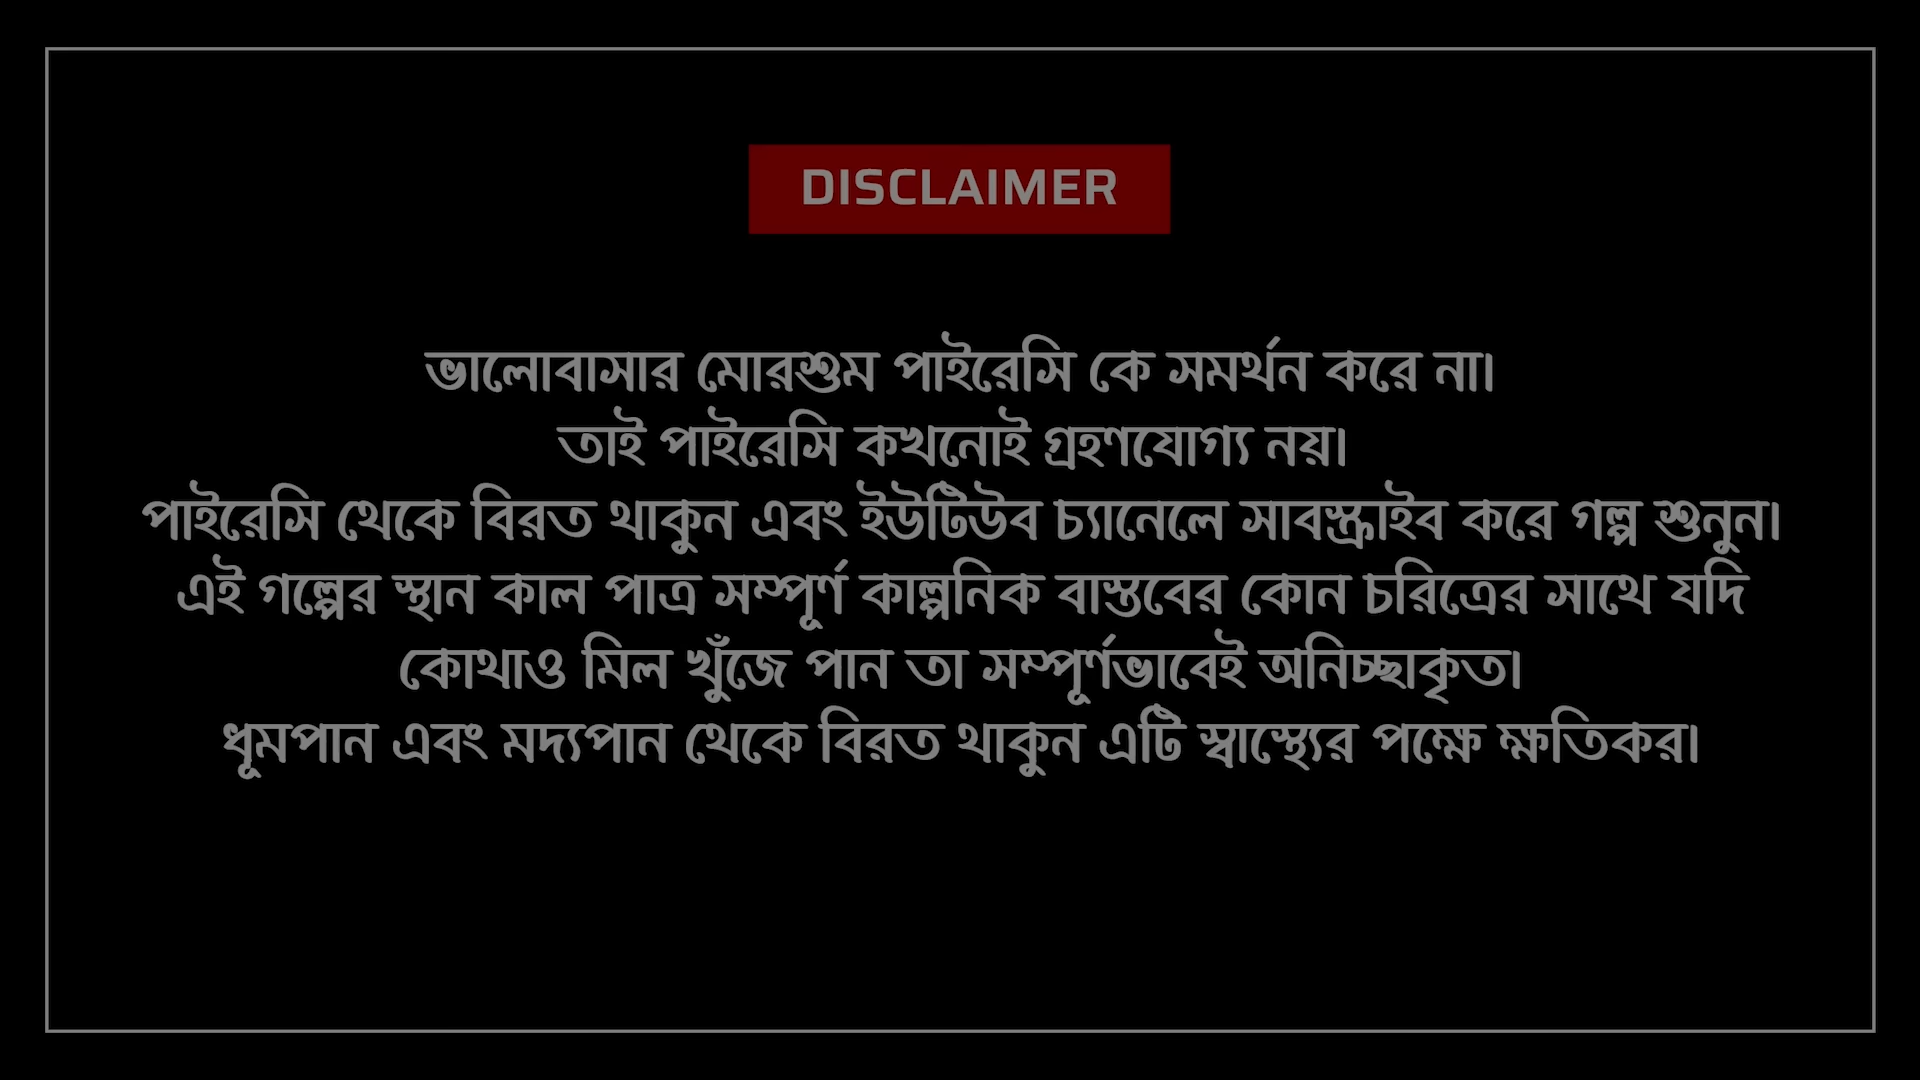 DISCLAIMER
ভালোবাসার মোরশুম পাইরেসি কে সমর্থন করে না।
তাই পাইরেসি কখনোই গ্রহণযোগ্য নয়।
পাইরেসি থেকে বিরত থাকুন এবং ইউটিউব চ্যানেলে সাবস্ক্রাইব করে গল্প শুনুন।
এই গল্পের স্থান কাল পাত্র সম্পূর্ণ কাল্পনিক বাস্তবের কোন চরিত্রের সাথে যদি
কোথাও মিল খুঁজে পান তা সম্পূর্ণভাবেই অনিচ্ছাকৃত।
ধূমপান এবং মদ্যপান থেকে বিরত থাকুন এটি স্বাস্থ্যের পক্ষে ক্ষতিকর।